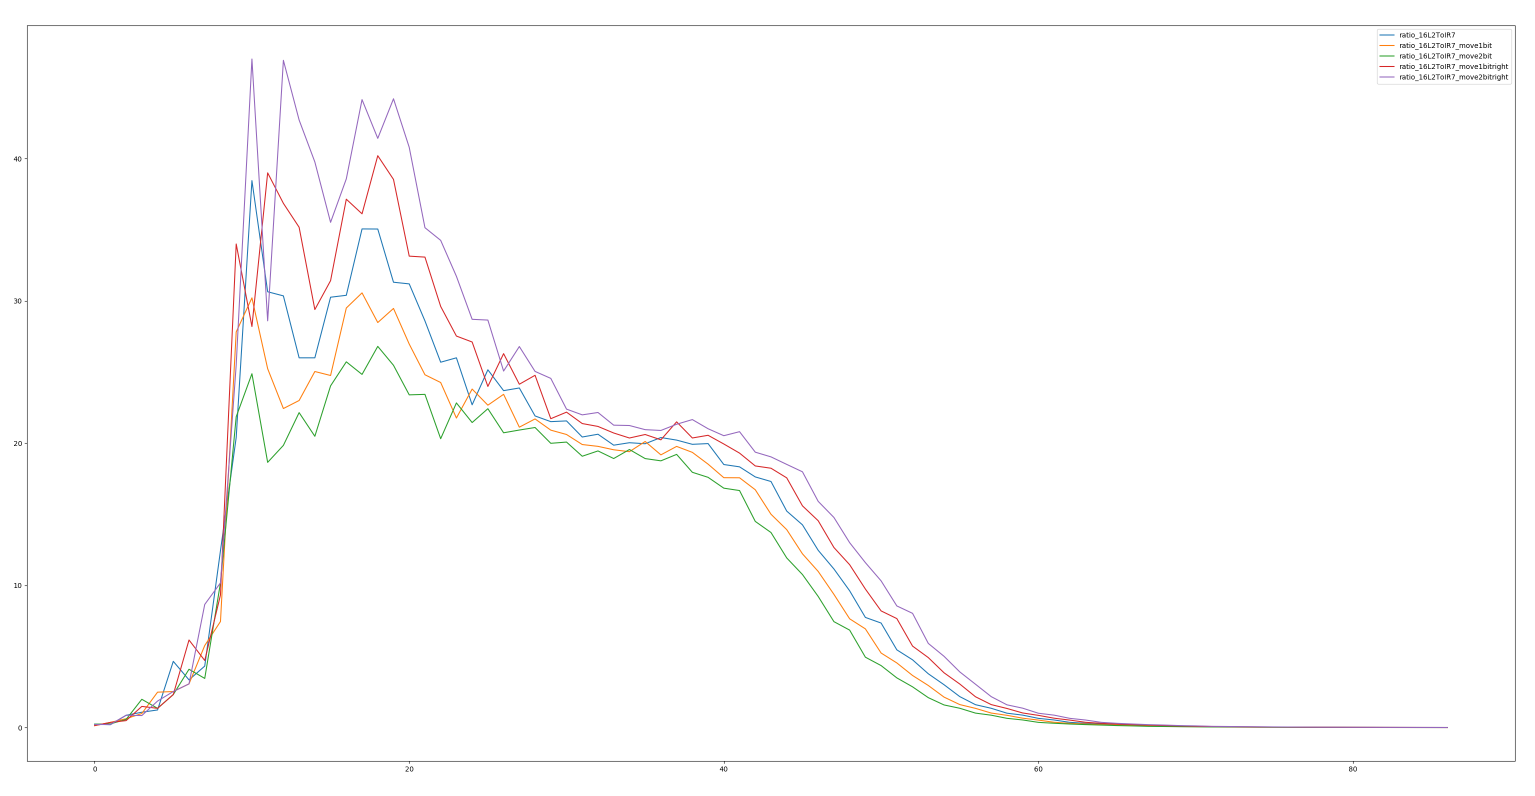 ratio_16L2ToIR7
ratio_16L2ToIR7_move1bit
ratio_16L2ToIR7_move2bit
ratio_16L2ToIR7_move1bitright
ratio_16L2ToIR7_move2bitright
40
30
20
10
0
0 20 40 60 80